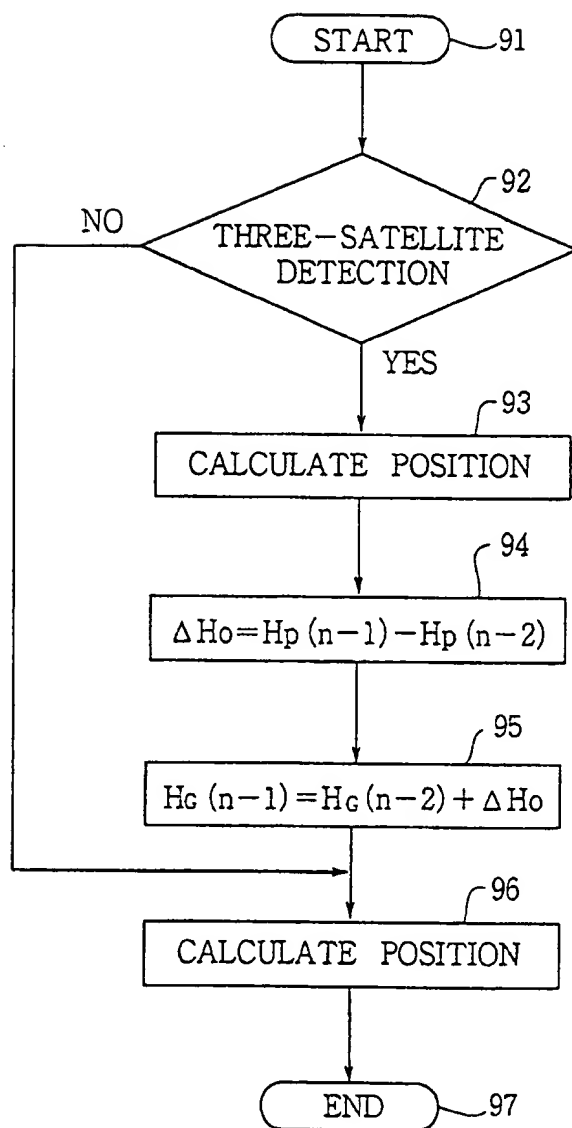 START
91
92
NO
THREE-SATELLITE
DETECTION
YES
93
CALCULATE POSITION
94
ΔHo=Hp(n-1)-Hp(n-2)
95
HG(n-1)=HG(n-2)+ΔHo
96
CALCULATE POSITION
END
97